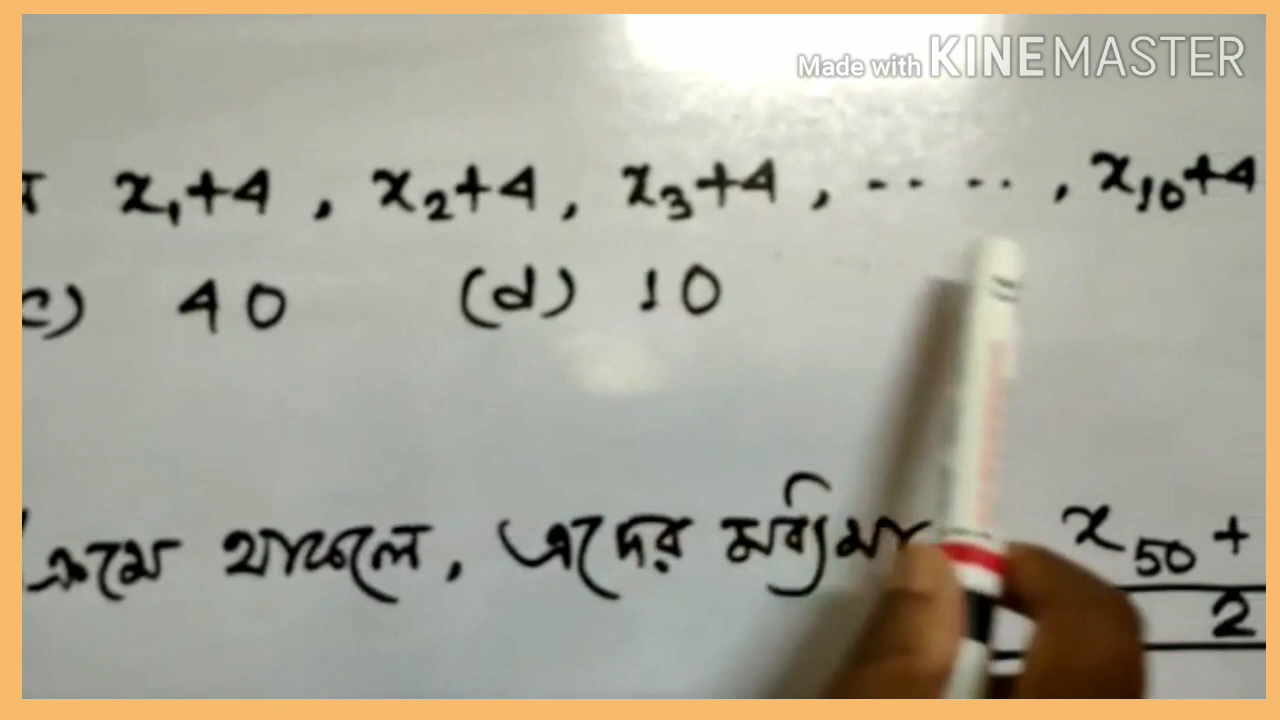 Made with KINEMASTER
x₁+4 , x₂+4 , x₃+4 , ---- , x₁₀+4
c) 40 (d) 10
ক্রমে থাকলে, এদের মধ্যমা x₅₀ +
2